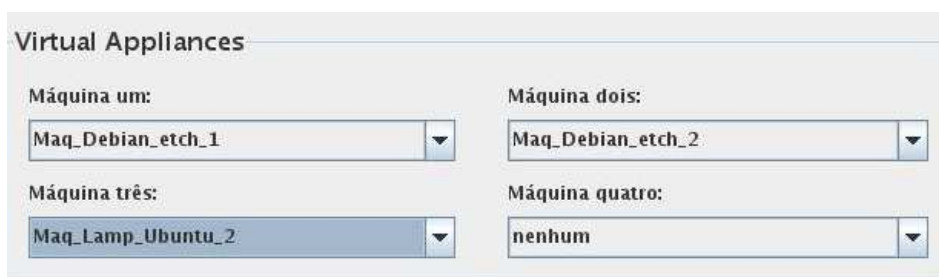 Virtual Appliances
Máquina um:
Maq_Debian_etch_1
Máquina dois:
Maq_Debian_etch_2
Máquina três:
Maq_Lamp_Ubuntu_2
Máquina quatro:
nenhum